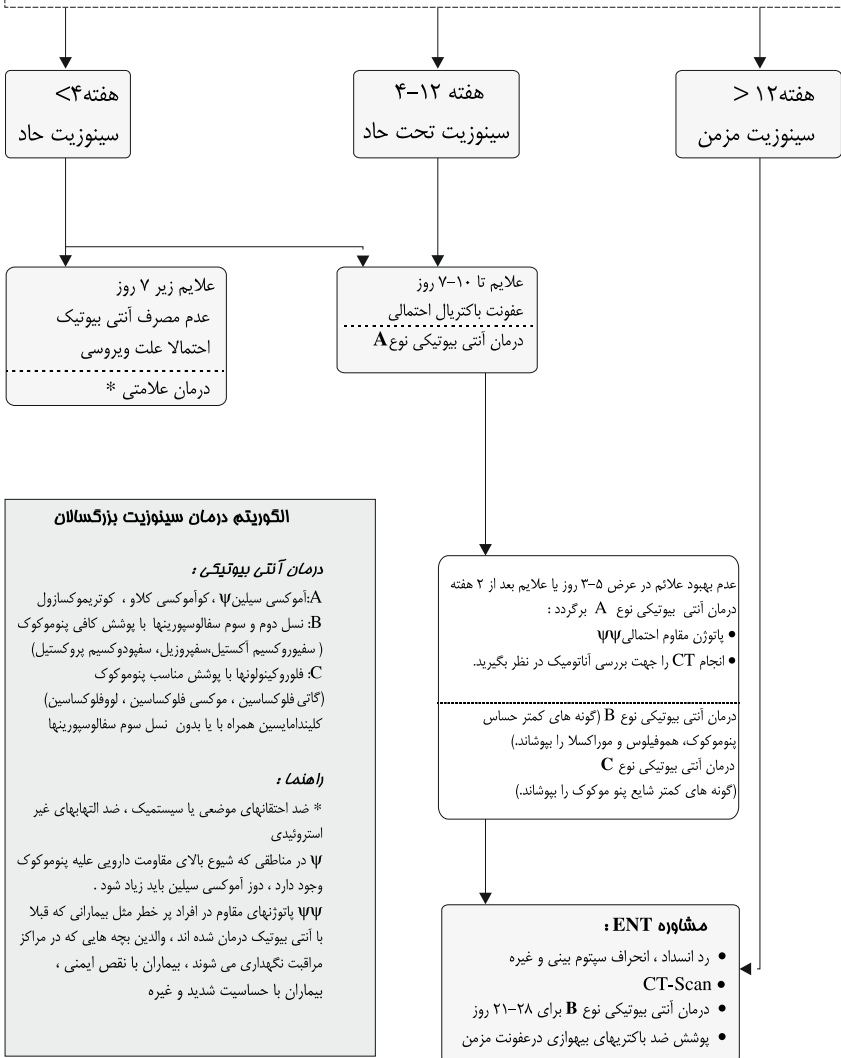 هفته۴>
سینوزیت حاد
هفته ۱۲–۴
سینوزیت تحت حاد
هفته۱۲ <
سینوزیت مزمن
علایم زیر ۷ روز
عدم مصرف آنتی بیوتیک
احتمالا علت ویروسی
درمان علامتی *
علایم تا ۱۰–۷ روز
عفونت باکتریال احتمالی
درمان آنتی بیوتیکی نوع A
عدم بهبود علائم در عرض ۵–۳ روز یا علایم بعد از ۲ هفته
درمان آنتی بیوتیکی نوع A برگردد :
• پاتوژن مقاوم احتمالی ψψ
• انجام CT را جهت بررسی آناتومیک در نظر بگیرید.
درمان آنتی بیوتیکی نوع B (گونه های کمتر حساس
پنوموکوک، هموفیلوس و موراکسلا را بپوشاند.)
درمان آنتی بیوتیکی نوع C
(گونه های کمتر شایع پنو موکوک را بپوشاند.)
مشاوره ENT :
• رد انسداد ، انحراف سپتوم بینی و غیره
• CT-Scan
• درمان آنتی بیوتیکی نوع B برای ۲۸–۲۱ روز
• پوشش ضد باکتریهای بیهوازی درعفونت مزمن
الگوریتم درمان سینوزیت بزرگسالان
درمان آنتی بیوتیکی :
A:آموکسی سیلین ψ ، کوآموکسی کلاو ، کوتریموکسازول
B: نسل دوم و سوم سفالوسپورینها با پوشش کافی پنوموکوک
( سفیوروکسیم آکستیل،سفپروزیل، سفپودوکسیم پروکستیل)
C: فلوروکینولونها با پوشش مناسب پنوموکوک
(گاتی فلوکساسین ، موکسی فلوکساسین ، لووفلوکساسین)
کلیندامایسین همراه با یا بدون نسل سوم سفالوسپورینها
راهنما :
* ضد احتقانهای موضعی یا سیستمیک ، ضد التهابهای غیر
استروئیدی
ψ در مناطقی که شیوع بالای مقاومت دارویی علیه پنوموکوک
وجود دارد ، دوز آموکسی سیلین باید زیاد شود .
ψψ پاتوژنهای مقاوم در افراد پر خطر مثل بیمارانی که قبلا
با آنتی بیوتیک درمان شده اند ، والدین بچه هایی که در مراکز
مراقبت نگهداری می شوند ، بیماران با نقص ایمنی ،
بیماران با حساسیت شدید و غیره